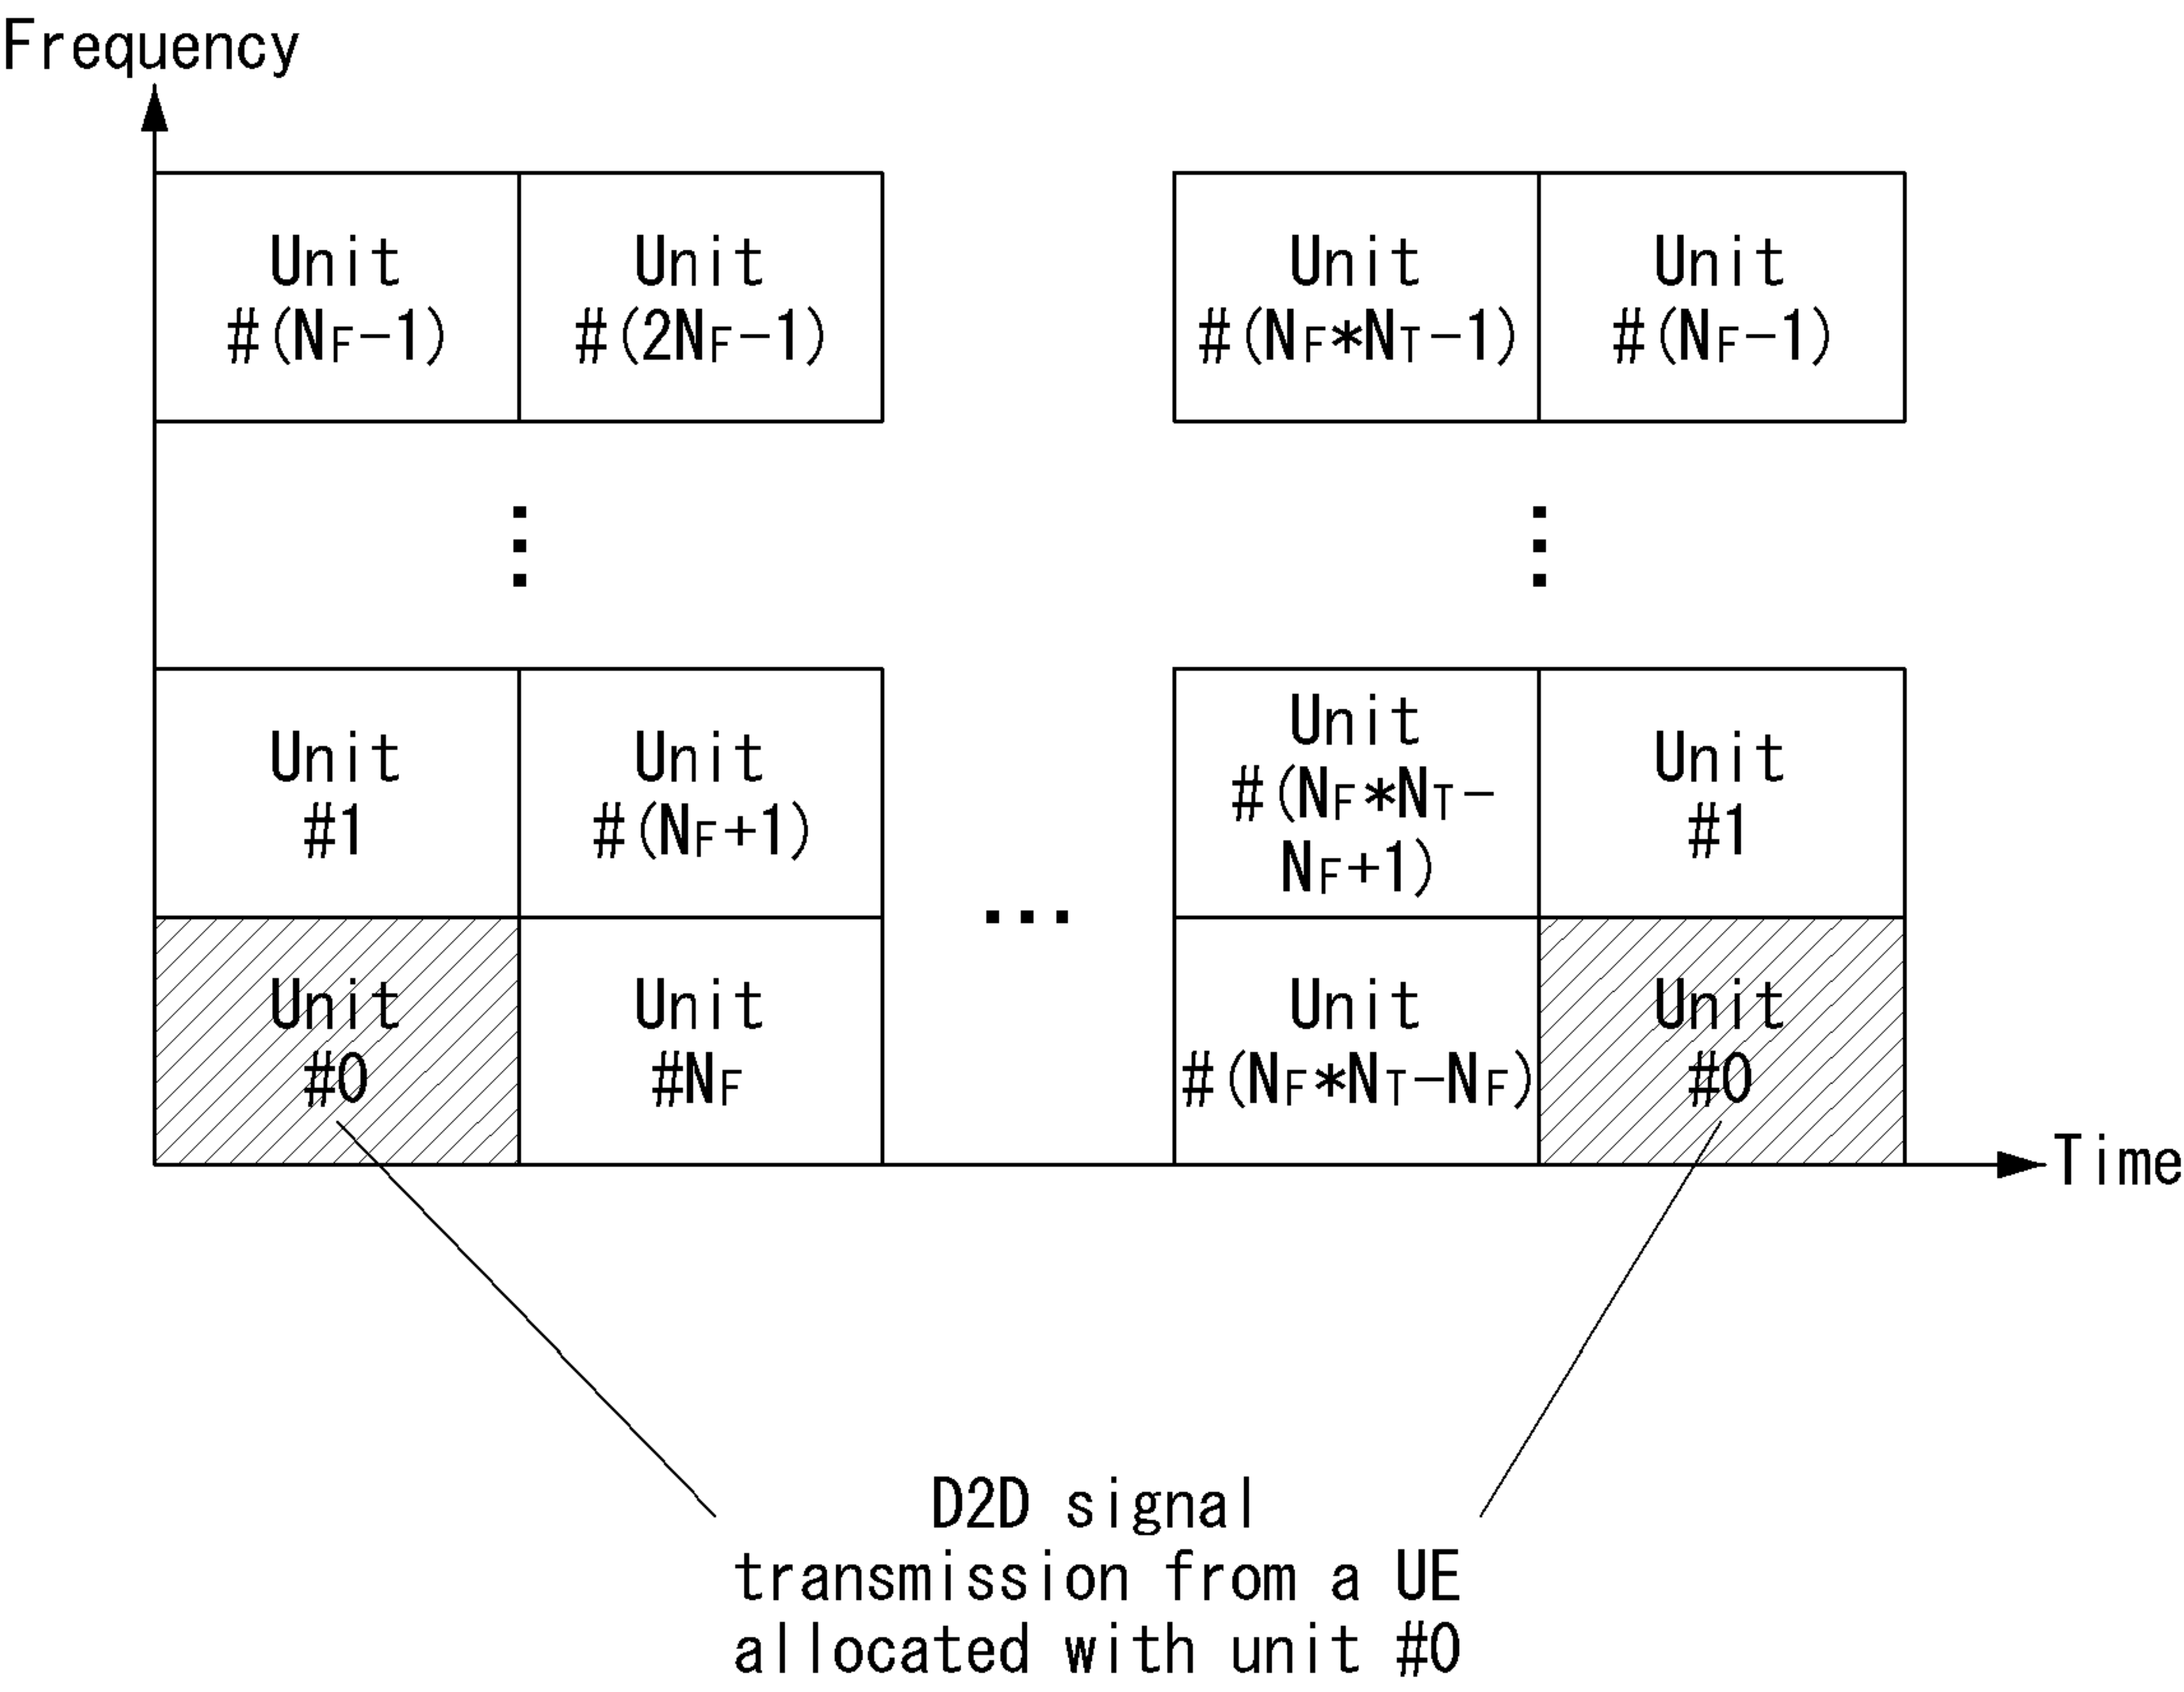 Frequency
Unit
#(NF-1)
Unit
#(2NF-1)
Unit
#(NF*NT-1)
Unit
#(NF-1)
Unit
#1
Unit
#(NF+1)
Unit
#(NF*NT-
NF+1)
Unit
#1
Unit
#0
Unit
#NF
Unit
#(NF*NT-NF)
Unit
#0
Time
D2D signal
transmission from a UE
allocated with unit #0